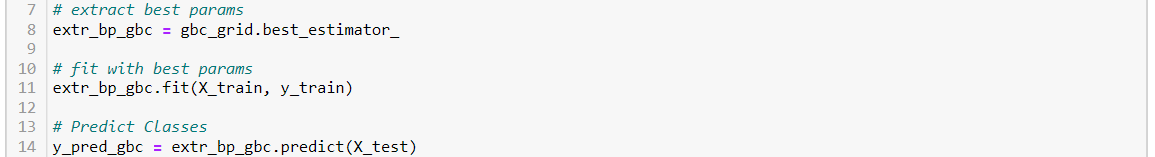 7 # extract best params
8 extr_bp_gbc = gbc_grid.best_estimator_
9
10 # fit with best params
11 extr_bp_gbc.fit(X_train, y_train)
12
13 # Predict Classes
14 y_pred_gbc = extr_bp_gbc.predict(X_test)